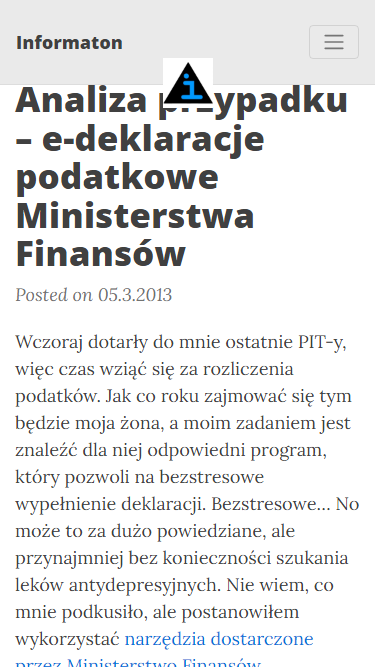 Informaton
Analiza przypadku
– e-deklaracje
podatkowe
Ministerstwa
Finansów
Posted on 05.3.2013
Wczoraj dotarły do mnie ostatnie PIT-y,
więc czas wziąć się za rozliczenia
podatków. Jak co roku zajmować się tym
będzie moja żona, a moim zadaniem jest
znaleźć dla niej odpowiedni program,
który pozwoli na bezstresowe
wypełnienie deklaracji. Bezstresowe… No
może to za dużo powiedziane, ale
przynajmniej bez konieczności szukania
leków antydepresyjnych. Nie wiem, co
mnie podkusiło, ale postanowiłem
wykorzystać narzędzia dostarczone
przez Ministerstwo Finansów